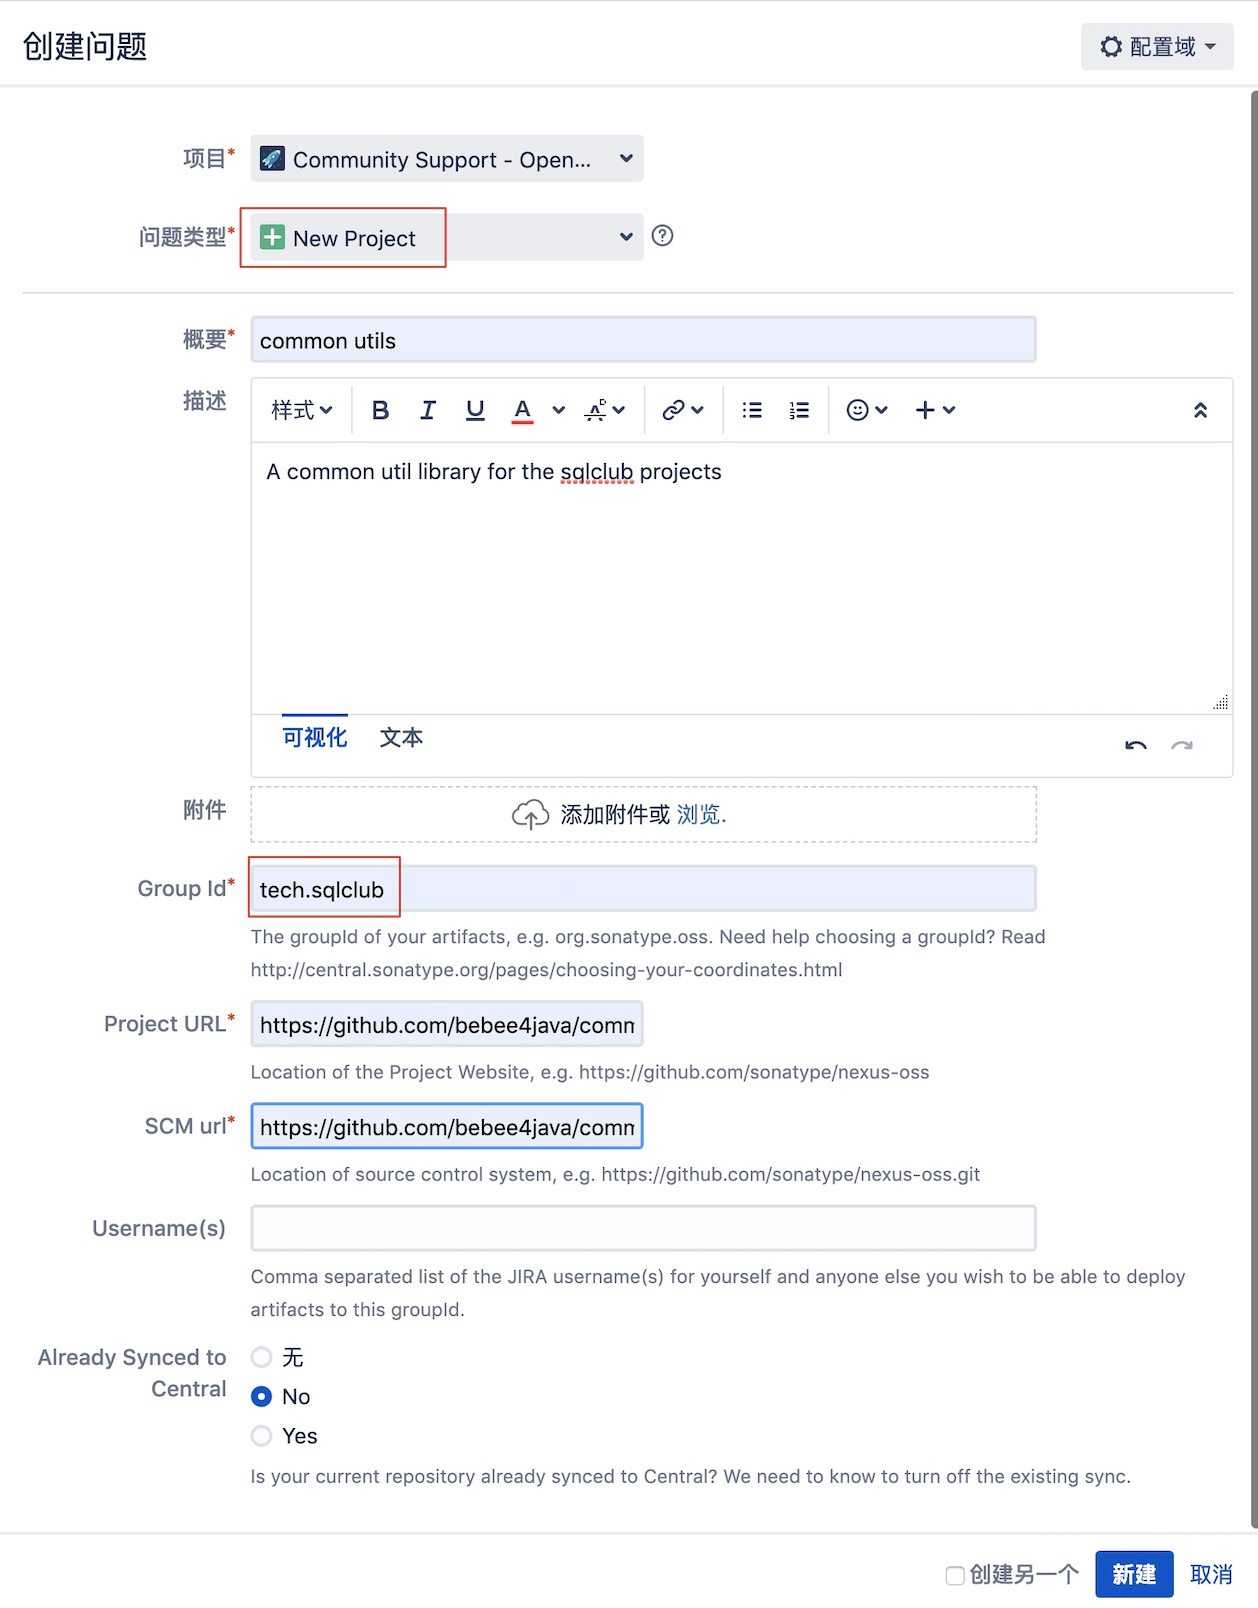 创建问题
配置域
项目*
Community Support - Open...
问题类型*
New Project
概要*
common utils
描述
样式
A common util library for the sqlclub projects
可视化
文本
附件
添加附件或 浏览.
Group Id*
tech.sqlclub
The groupId of your artifacts, e.g. org.sonatype.oss. Need help choosing a groupId? Read
http://central.sonatype.org/pages/choosing-your-coordinates.html
Project URL*
https://github.com/bebee4java/comm
Location of the Project Website, e.g. https://github.com/sonatype/nexus-oss
SCM url*
https://github.com/bebee4java/comm
Location of source control system, e.g. https://github.com/sonatype/nexus-oss.git
Username(s)
Comma separated list of the JIRA username(s) for yourself and anyone else you wish to be able to deploy
artifacts to this groupId.
Already Synced to
Central
无
No
Yes
Is your current repository already synced to Central? We need to know to turn off the existing sync.
创建另一个
新建
取消